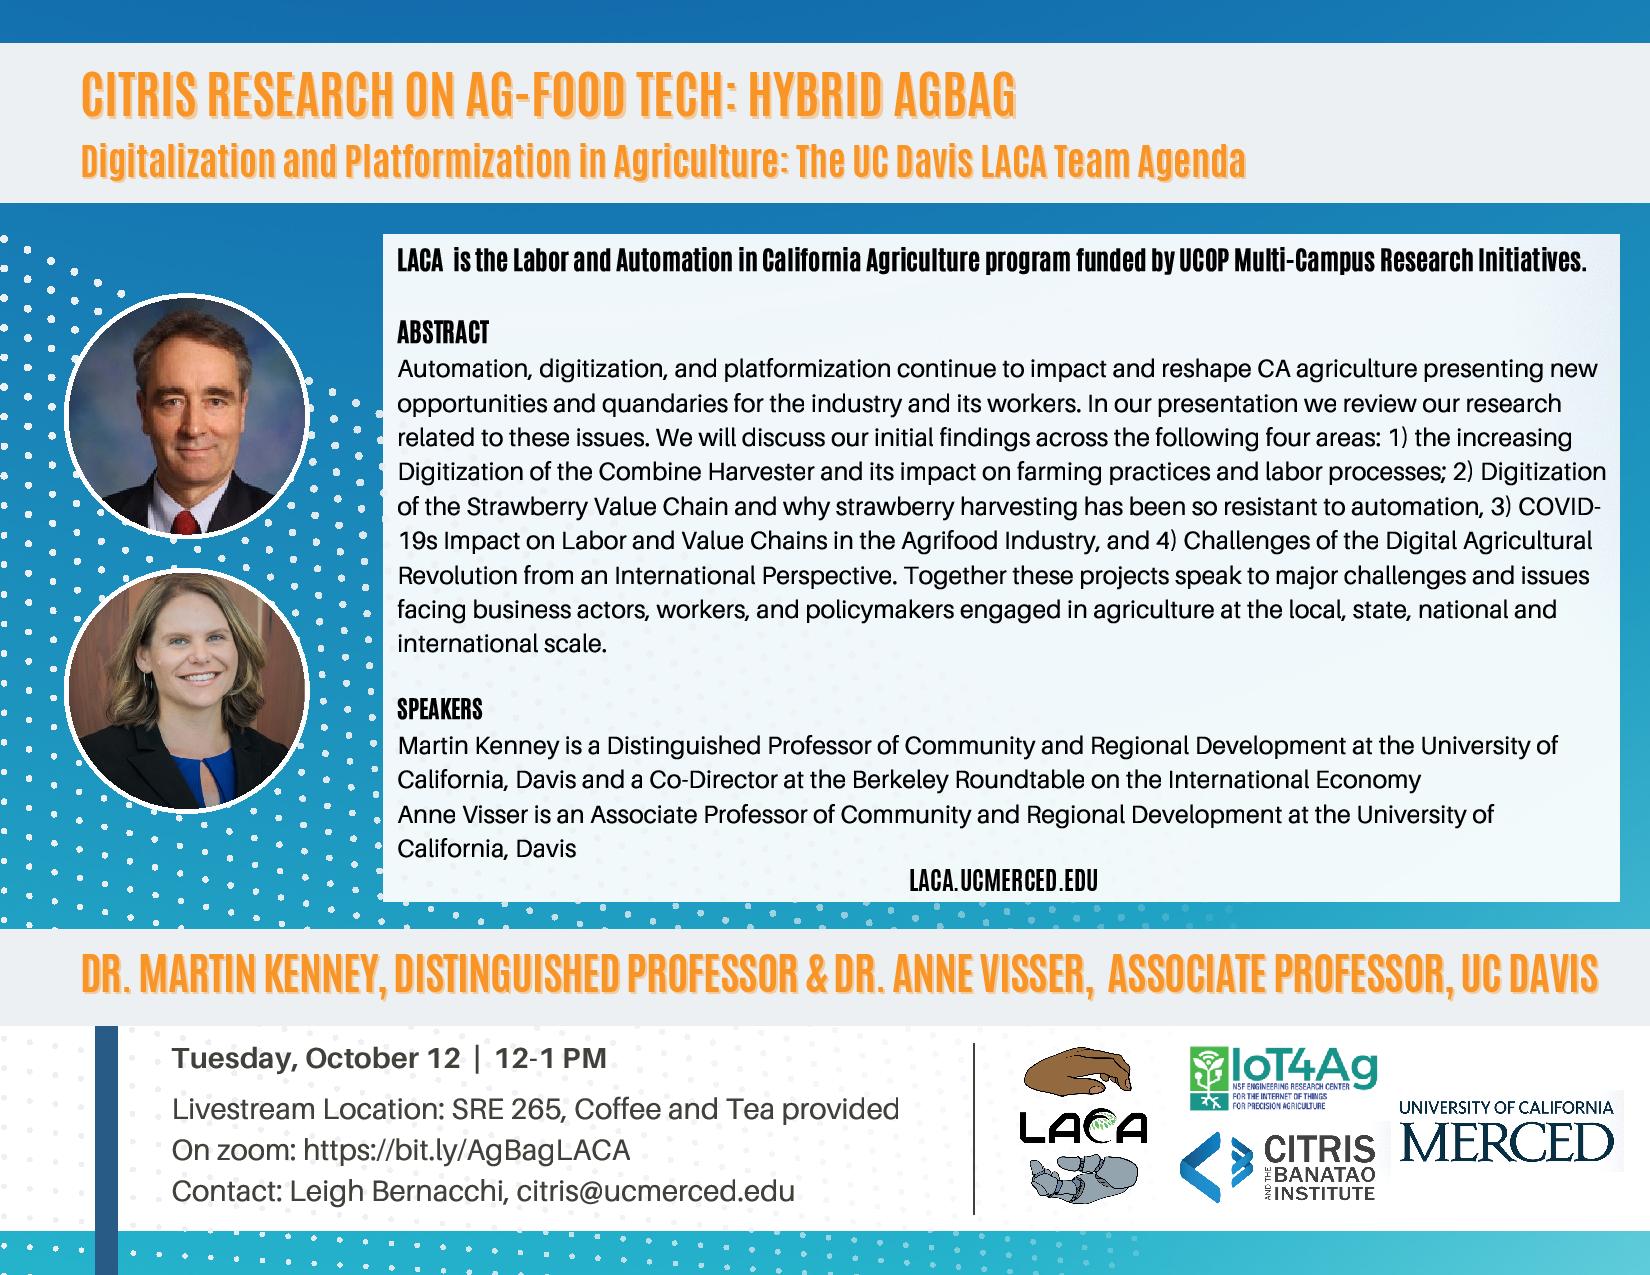 CITRIS RESEARCH ON AG-FOOD TECH: HYBRID AGBAG
Digitalization and Platformization in Agriculture: The UC Davis LACA Team Agenda
LACA is the Labor and Automation in California Agriculture program funded by UCOP Multi-Campus Research Initiatives.
ABSTRACT
Automation, digitization, and platformization continue to impact and reshape CA agriculture presenting new
opportunities and quandaries for the industry and its workers. In our presentation we review our research
related to these issues. We will discuss our initial findings across the following four areas: 1) the increasing
Digitization of the Combine Harvester and its impact on farming practices and labor processes; 2) Digitization
of the Strawberry Value Chain and why strawberry harvesting has been so resistant to automation, 3) COVID-
19s Impact on Labor and Value Chains in the Agrifood Industry, and 4) Challenges of the Digital Agricultural
Revolution from an International Perspective. Together these projects speak to major challenges and issues
facing business actors, workers, and policymakers engaged in agriculture at the local, state, national and
international scale.
SPEAKERS
Martin Kenney is a Distinguished Professor of Community and Regional Development at the University of
California, Davis and a Co-Director at the Berkeley Roundtable on the International Economy
Anne Visser is an Associate Professor of Community and Regional Development at the University of
California, Davis
LACA.UCMERCED.EDU
DR. MARTIN KENNEY, DISTINGUISHED PROFESSOR & DR. ANNE VISSER, ASSOCIATE PROFESSOR, UC DAVIS
Tuesday, October 12 | 12-1 PM
Livestream Location: SRE 265, Coffee and Tea provided
On zoom: https://bit.ly/AgBagLACA
Contact: Leigh Bernacchi, citris@ucmerced.edu
LACA
IoT4Ag
NSF ENGINEERING RESEARCH CENTER
FOR THE INTERNET OF THINGS
FOR PRECISION AGRICULTURE
CITRIS
AND THE BANATAO
INSTITUTE
UNIVERSITY OF CALIFORNIA
MERCED